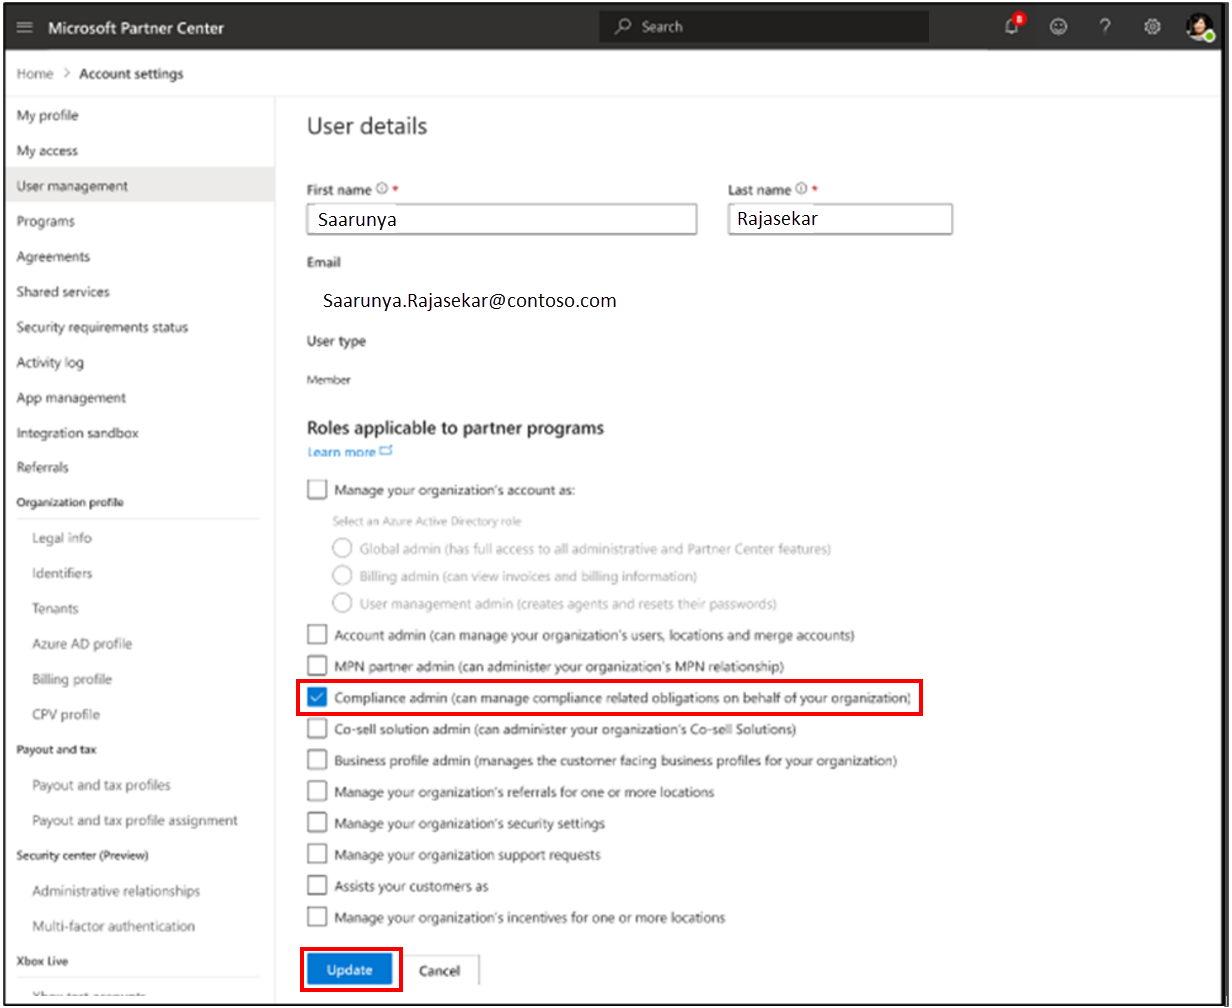 Microsoft Partner Center
Search
8
?
Home > Account settings
My profile
My access
User management
Programs
Agreements
Shared services
Security requirements status
Activity log
App management
Integration sandbox
Referrals
Organization profile
Legal info
Identifiers
Tenants
Azure AD profile
Billing profile
CPV profile
Payout and tax
Payout and tax profiles
Payout and tax profile assignment
Security center (Preview)
Administrative relationships
Multi-factor authentication
Xbox Live
Xbox test accounts
User details
First name *
Last name *
Saarunya
Rajasekar
Email
Saarunya.Rajasekar@contoso.com
User type
Member
Roles applicable to partner programs
Learn more
Manage your organization's account as:
Select an Azure Active Directory role
Global admin (has full access to all administrative and Partner Center features)
Billing admin (can view invoices and billing information)
User management admin (creates agents and resets their passwords)
Account admin (can manage your organization's users, locations and merge accounts)
MPN partner admin (can administer your organization's MPN relationship)
Compliance admin (can manage compliance related obligations on behalf of your organization)
Co-sell solution admin (can administer your organization's Co-sell Solutions)
Business profile admin (manages the customer facing business profiles for your organization)
Manage your organization's referrals for one or more locations
Manage your organization's security settings
Manage your organization support requests
Assists your customers as
Manage your organization's incentives for one or more locations
Update
Cancel